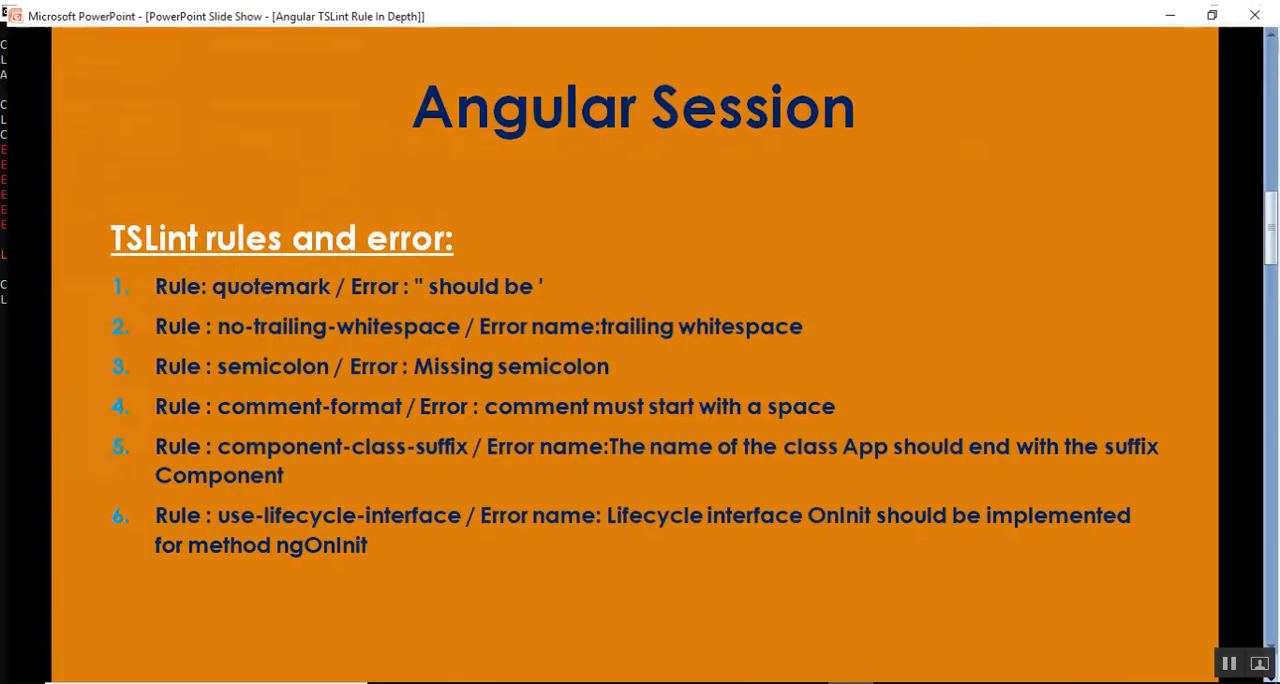 Microsoft PowerPoint - [PowerPoint Slide Show - [Angular TSLint Rule In Depth]]
Angular Session
TSLint rules and error:
1. Rule: quotemark / Error : " should be '
2. Rule : no-trailing-whitespace / Error name:trailing whitespace
3. Rule : semicolon / Error : Missing semicolon
4. Rule : comment-format / Error : comment must start with a space
5. Rule : component-class-suffix / Error name:The name of the class App should end with the suffix
Component
6. Rule : use-lifecycle-interface / Error name: Lifecycle interface OnInit should be implemented
for method ngOnInit
C
L
A
C
L
C
E
E
E
E
E
E
L
C
L